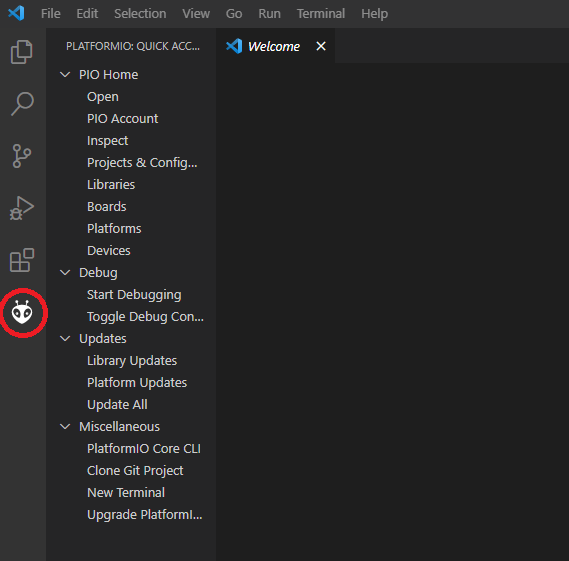 File Edit Selection View Go Run Terminal Help
PLATFORMIO: QUICK ACC...
Welcome
PIO Home
Open
PIO Account
Inspect
Projects & Config...
Libraries
Boards
Platforms
Devices
Debug
Start Debugging
Toggle Debug Con...
Updates
Library Updates
Platform Updates
Update All
Miscellaneous
PlatformIO Core CLI
Clone Git Project
New Terminal
Upgrade PlatformI...